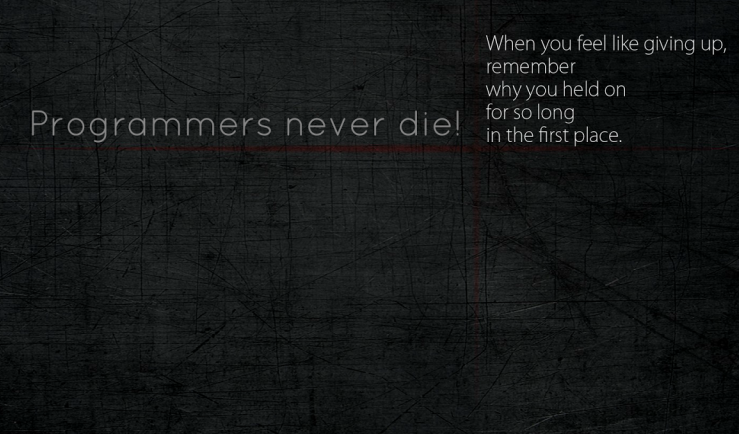 Programmers never die!
When you feel like giving up,
remember
why you held on
for so long
in the first place.